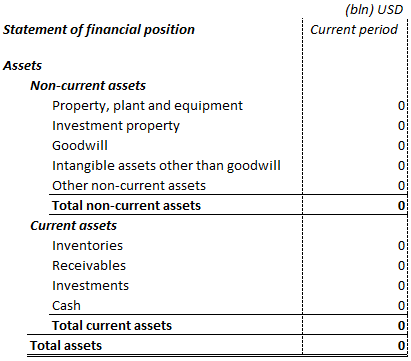 (bln) USD
Statement of financial position Current period
Assets
Non-current assets
Property, plant and equipment 0
Investment property 0
Goodwill 0
Intangible assets other than goodwill 0
Other non-current assets 0
Total non-current assets 0
Current assets
Inventories 0
Receivables 0
Investments 0
Cash 0
Total current assets 0
Total assets 0